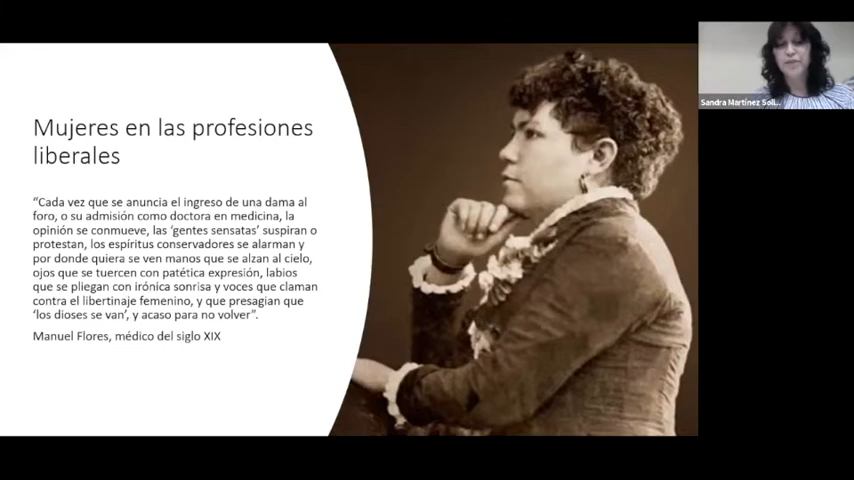 Mujeres en las profesiones
liberales
“Cada vez que se anuncia el ingreso de una dama al
foro, o su admisión como doctora en medicina, la
opinión se conmueve, las ‘gentes sensatas’ suspiran o
protestan, los espíritus conservadores se alarman y
por donde quiera se ven manos que se alzan al cielo,
ojos que se tuercen con patética expresión, labios
que se pliegan con irónica sonrisa y voces que claman
contra el libertinaje femenino, y que presagian que
‘los dioses se van’, y acaso para no volver”.
Manuel Flores, médico del siglo XIX
Sandra Martínez Soll...